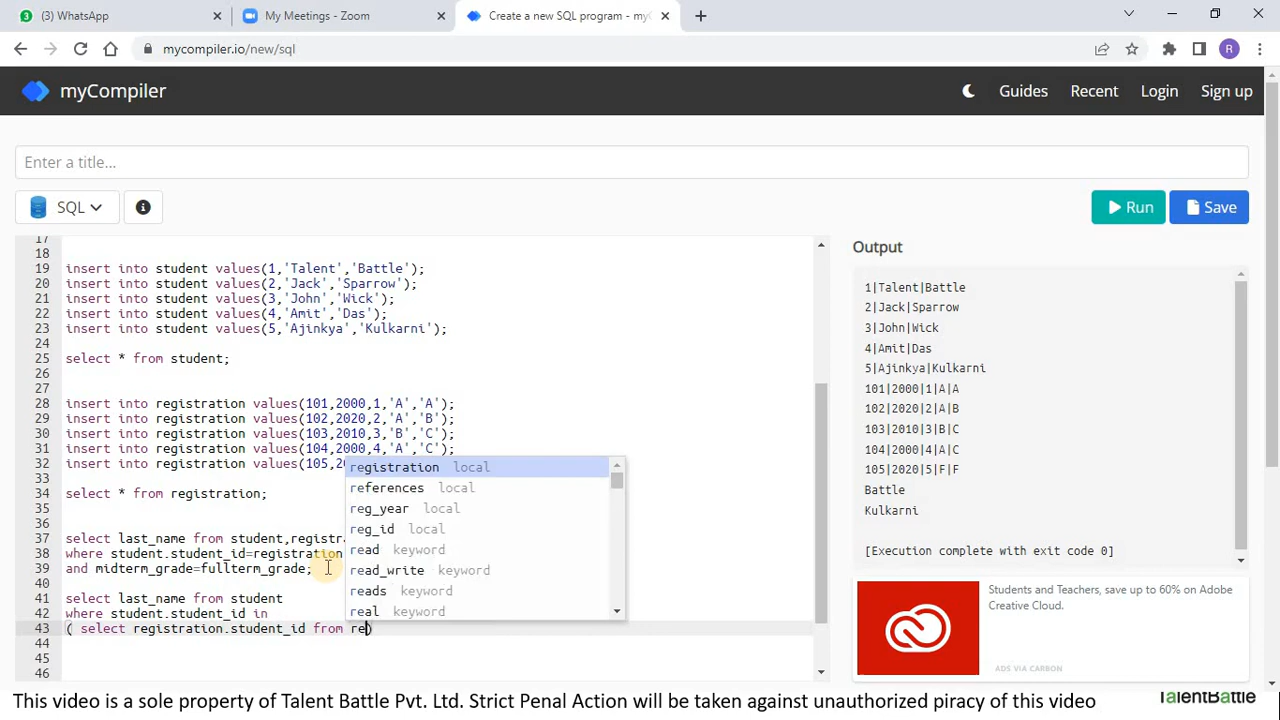 (3) WhatsApp
My Meetings - Zoom
Create a new SQL program - my
mycompiler.io/new/sql
R
myCompiler
Guides
Recent
Login
Sign up
Enter a title...
SQL
Run
Save
Output
17
18
19 insert into student values(1,'Talent','Battle');
20 insert into student values(2,'Jack','Sparrow');
21 insert into student values(3,'John','Wick');
22 insert into student values(4,'Amit','Das');
23 insert into student values(5,'Ajinkya','Kulkarni');
24
25 select * from student;
26
27
28 insert into registration values(101,2000,1,'A','A');
29 insert into registration values(102,2020,2,'A','B');
30 insert into registration values(103,2010,3,'B','C');
31 insert into registration values(104,2000,4,'A','C');
32 insert into registration values(105,20
33
34 select * from registration;
35
36
37 select last_name from student,registr
38 where student.student_id=registration
39 and midterm_grade=fullterm_grade;
40
41 select last_name from student
42 where student.student_id in
43 ( select registration.student_id from re)
44
45
46
registration local
references local
reg_year local
reg_id local
read keyword
read_write keyword
reads keyword
real keyword
1|Talent|Battle
2|Jack|Sparrow
3|John|Wick
4|Amit|Das
5|Ajinkya|Kulkarni
101|2000|1|A|A
102|2020|2|A|B
103|2010|3|B|C
104|2000|4|A|C
105|2020|5|F|F
Battle
Kulkarni
[Execution complete with exit code 0]
Students and Teachers, save up to 60% on Adobe
Creative Cloud.
ADS VIA CARBON
This video is a sole property of Talent Battle Pvt. Ltd. Strict Penal Action will be taken against unauthorized piracy of this video
TalentBattle